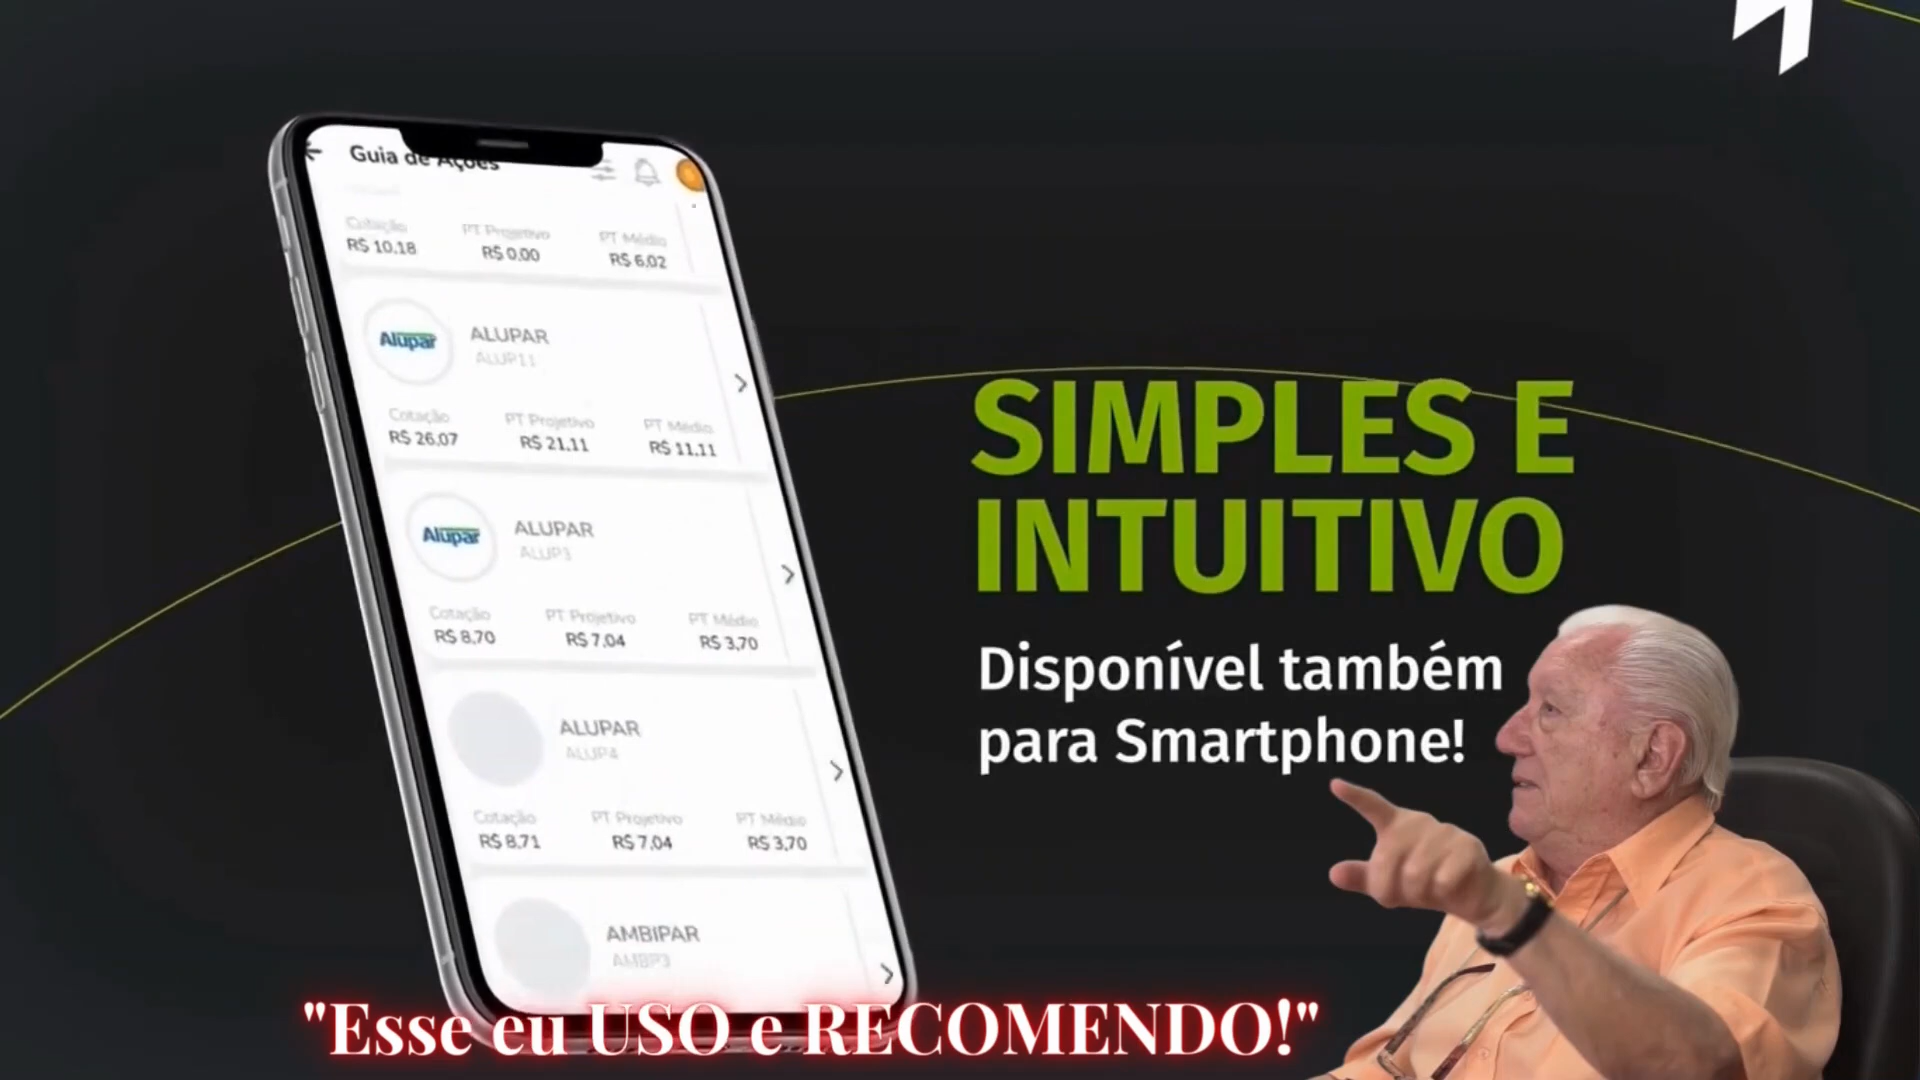 Guia de Ações
Cotação PT Projetivo PT Médio
R$ 10,18 R$ 0,00 R$ 6,02
Alupar
ALUPAR
ALUP11
Cotação PT Projetivo PT Médio
R$ 26,07 R$ 21,11 R$ 11,11
Alupar
ALUPAR
ALUP3
Cotação PT Projetivo PT Médio
R$ 8,70 R$ 7,04 R$ 3,70
ALUPAR
ALUP4
Cotação PT Projetivo PT Médio
R$ 8,71 R$ 7,04 R$ 3,70
AMBIPAR
AMBP3
SIMPLES E
INTUITIVO
Disponível também
para Smartphone!
"Esse eu USO e RECOMENDO!"